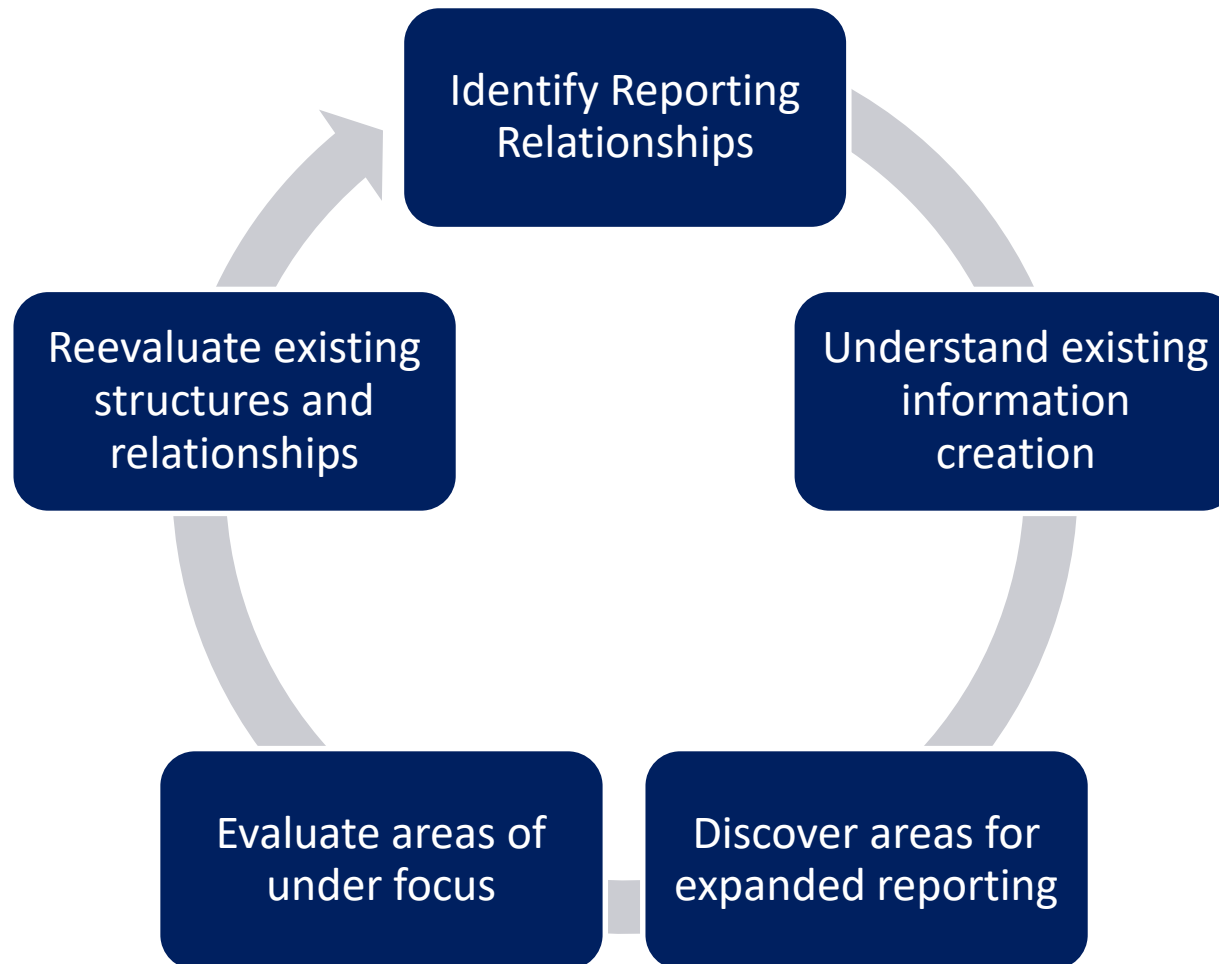 Identify Reporting
Relationships
Understand existing
information
creation
Discover areas for
expanded reporting
Evaluate areas of
under focus
Reevaluate existing
structures and
relationships